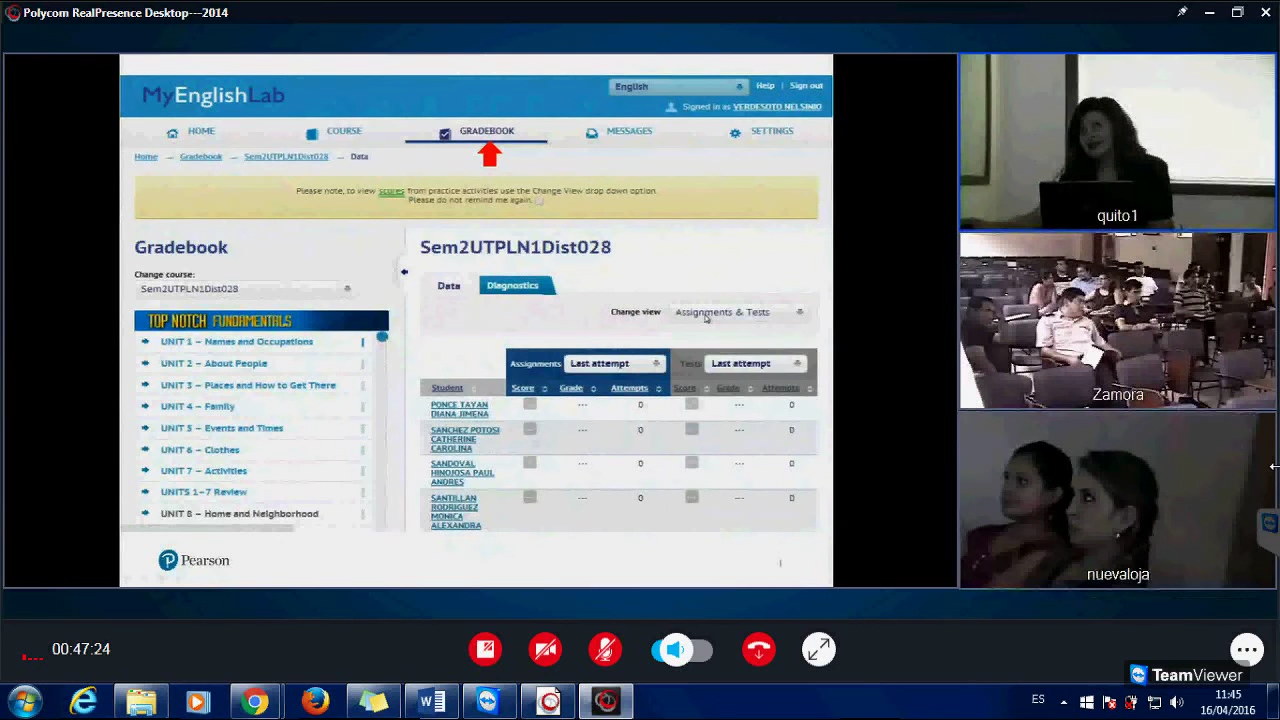 Polycom RealPresence Desktop---2014
MyEnglishLab
English
Help | Sign out
Signed in as VERDESOTO NELSINIO
HOME
COURSE
GRADEBOOK
MESSAGES
SETTINGS
Home → Gradebook → Sem2UTPLN1Dist028 → Data
Please note, to view scores from practice activities use the Change View drop down option.
Please do not remind me again.
Gradebook
Change course:
Sem2UTPLN1Dist028
TOP NOTCH FUNDAMENTALS
UNIT 1 – Names and Occupations
UNIT 2 – About People
UNIT 3 – Places and How to Get There
UNIT 4 – Family
UNIT 5 – Events and Times
UNIT 6 – Clothes
UNIT 7 – Activities
UNITS 1-7 Review
UNIT 8 – Home and Neighborhood
Sem2UTPLN1Dist028
Data
Diagnostics
Change view
Assignments & Tests
Assignments Last attempt Tests Last attempt
Student Score Grade Attempts Score Grade Attempts
PONCE TAYAN --- 0 --- 0
DIANA JIMENA
SANCHEZ POTOSI --- 0 --- 0
CATHERINE
CAROLINA
SANDOVAL --- 0 --- 0
HINOJOSA PAUL
ANDRES
SANTILLAN --- 0 --- 0
RODRIGUEZ
MONICA
ALEXANDRA
Pearson
quito1
Zamora
nuevaloja
00:47:24
TeamViewer
ES
11:45
16/04/2016